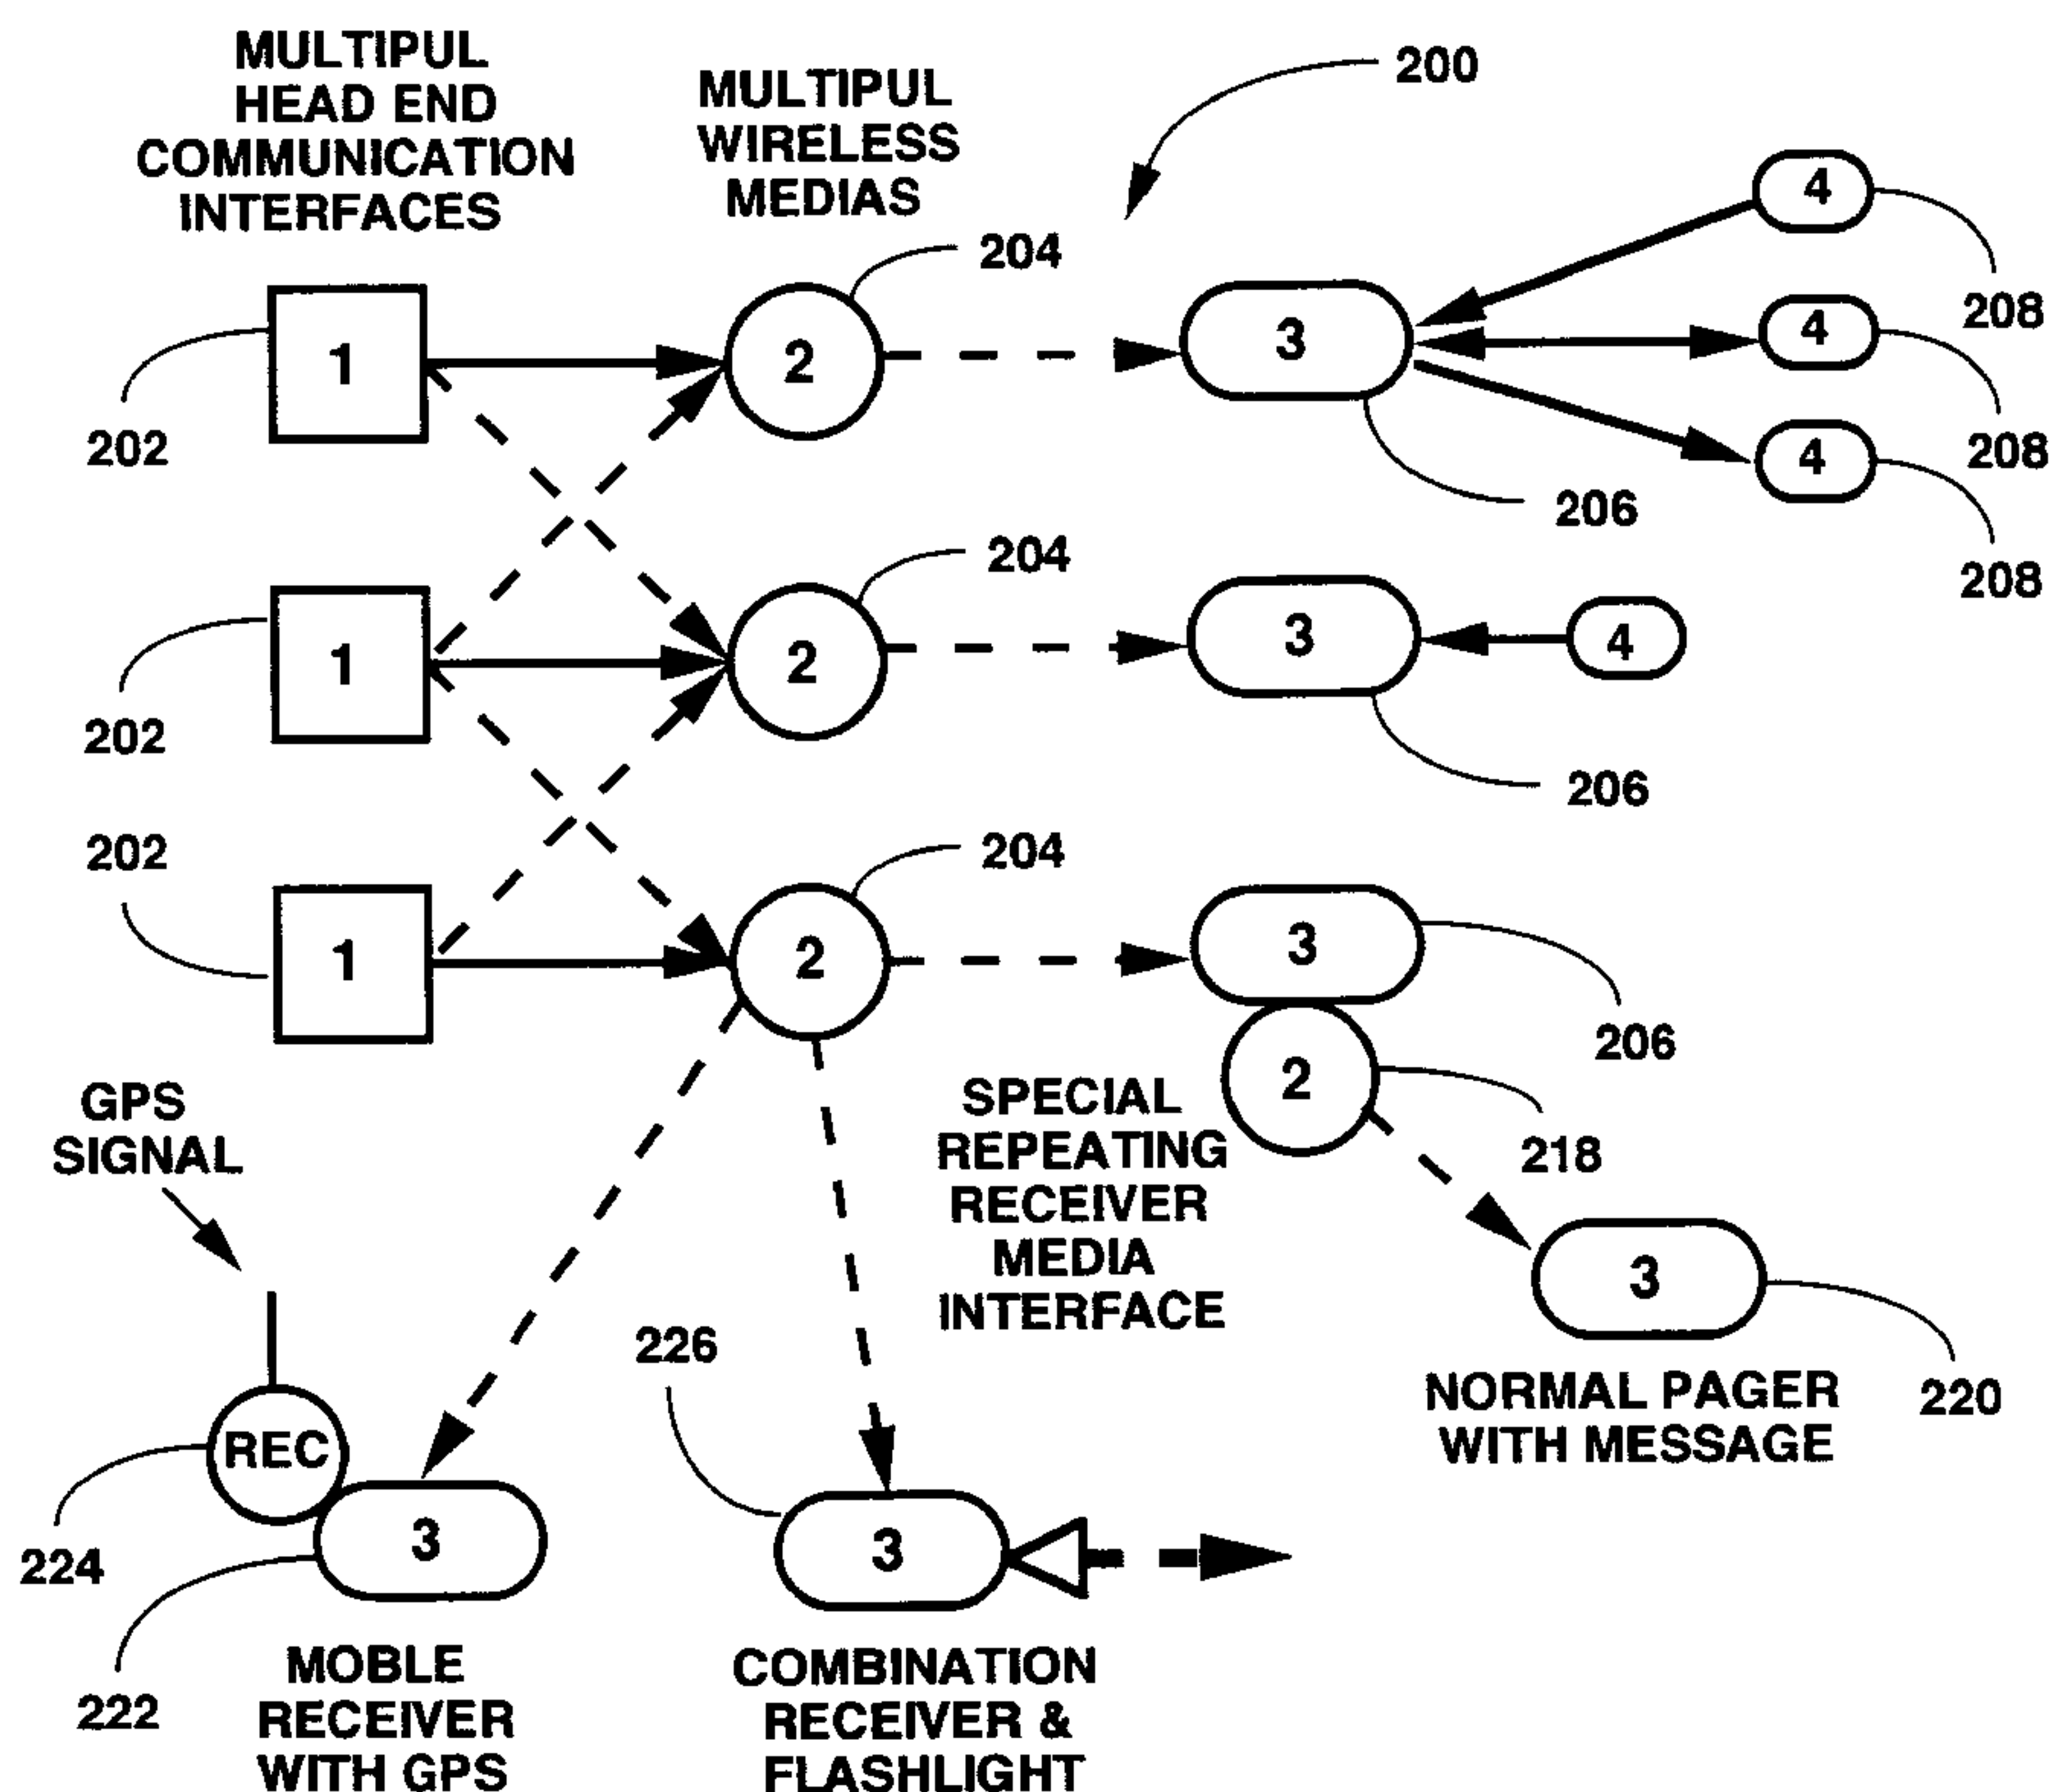 MULTIPUL
HEAD END
COMMUNICATION
INTERFACES
MULTIPUL
WIRELESS
MEDIAS
200
204
4
208
1
2
3
4
208
202
4
206
208
204
1
2
3
4
202
206
202
204
1
2
3
206
2
218
GPS
SIGNAL
SPECIAL
REPEATING
RECEIVER
MEDIA
INTERFACE
3
220
NORMAL PAGER
WITH MESSAGE
226
REC
224
3
222
3
MOBLE
RECEIVER
WITH GPS
COMBINATION
RECEIVER &
FLASHLIGHT